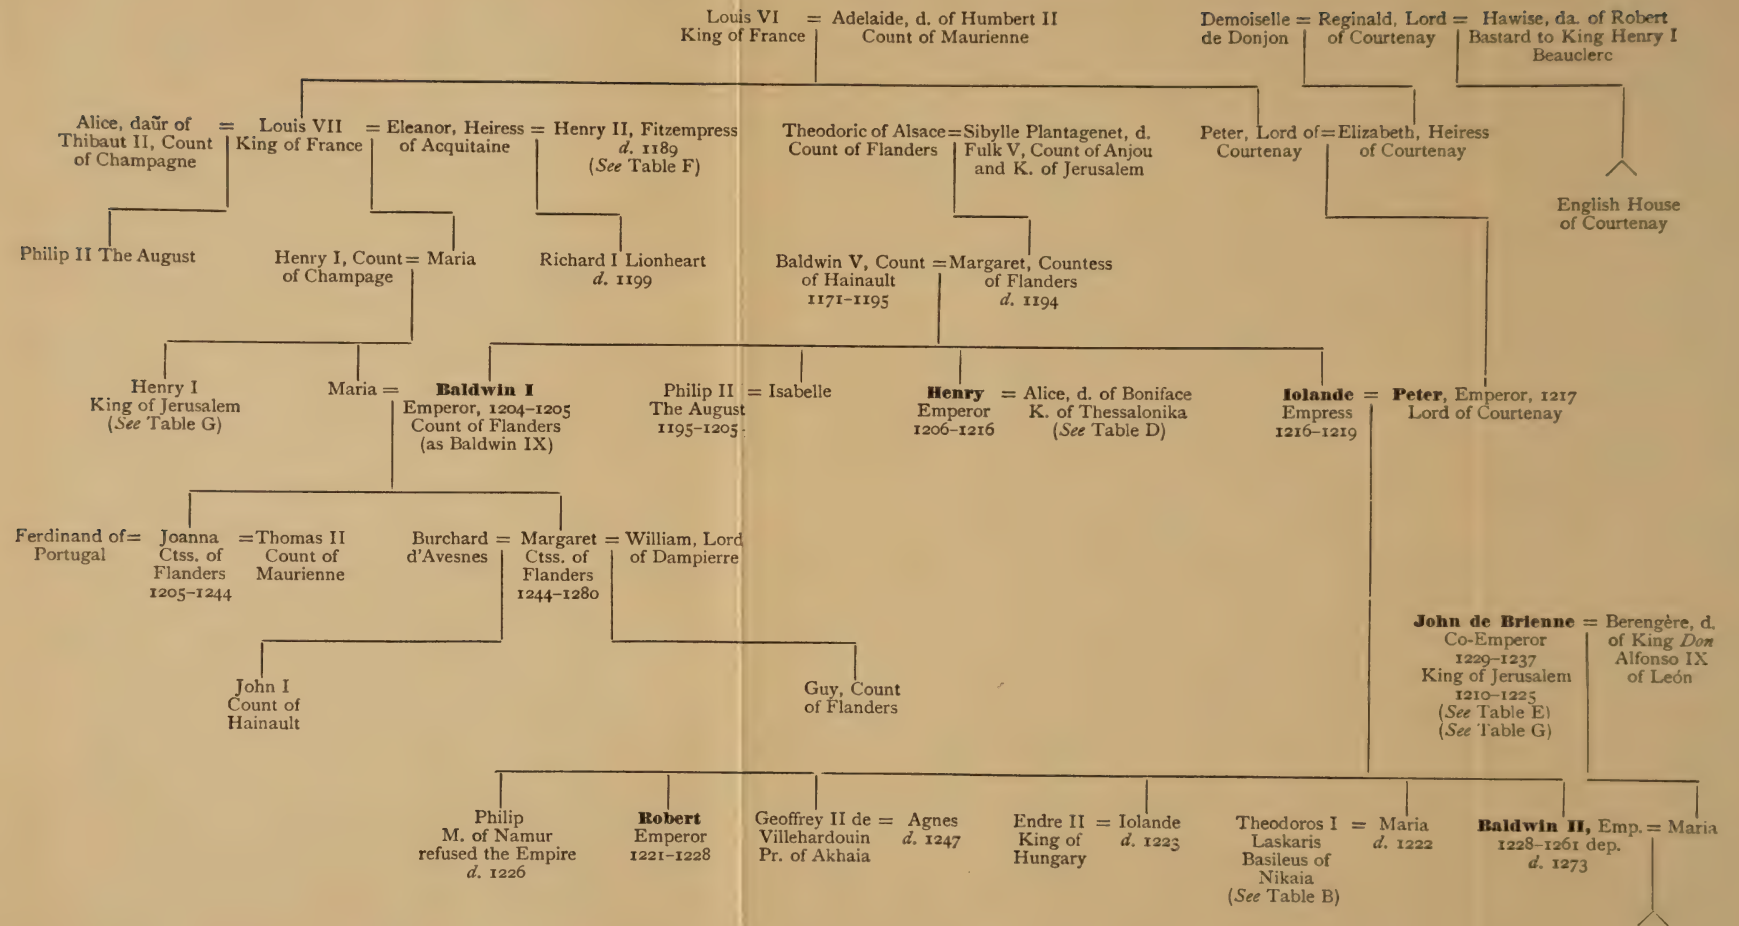 Louis VI = Adelaide, d. of Humbert II
King of France Count of Maurienne
Demoiselle = Reginald, Lord = Hawise, da. of Robert
de Donjon of Courtenay Bastard to King Henry I
Beauclerc
Alice, daũr of = Louis VII = Eleanor, Heiress = Henry II, Fitzempress
Thibaut II, Count King of France of Acquitaine d. 1189
of Champagne (See Table F)
Theodoric of Alsace = Sibylle Plantagenet, d.
Count of Flanders Fulk V, Count of Anjou
and K. of Jerusalem
Peter, Lord of = Elizabeth, Heiress
Courtenay of Courtenay
English House
of Courtenay
Philip II The August
Henry I, Count = Maria
of Champage
Richard I Lionheart
d. 1199
Baldwin V, Count = Margaret, Countess
of Hainault of Flanders
1171-1195 d. 1194
Henry I
King of Jerusalem
(See Table G)
Maria = Baldwin I
Emperor, 1204-1205
Count of Flanders
(as Baldwin IX)
Philip II = Isabelle
The August
1195-1205
Henry = Alice, d. of Boniface
Emperor K. of Thessalonika
1206-1216 (See Table D)
Iolande = Peter, Emperor, 1217
Empress Lord of Courtenay
1216-1219
Ferdinand of = Joanna = Thomas II
Portugal Ctss. of Count of
Flanders Maurienne
1205-1244
Burchard = Margaret = William, Lord
d'Avesnes Ctss. of of Dampierre
Flanders
1244-1280
John de Brienne = Berengère, d.
Co-Emperor of King Don
1229-1237 Alfonso IX
King of Jerusalem of León
1210-1225
(See Table E)
(See Table G)
John I
Count of
Hainault
Guy, Count
of Flanders
Philip
M. of Namur
refused the Empire
d. 1226
Robert
Emperor
1221-1228
Geoffrey II de = Agnes
Villehardouin d. 1247
Pr. of Akhaia
Endre II = Iolande
King of d. 1223
Hungary
Theodoros I = Maria
Laskaris d. 1222
Basileus of
Nikaia
(See Table B)
Baldwin II, Emp. = Maria
1228-1261 dep.
d. 1273